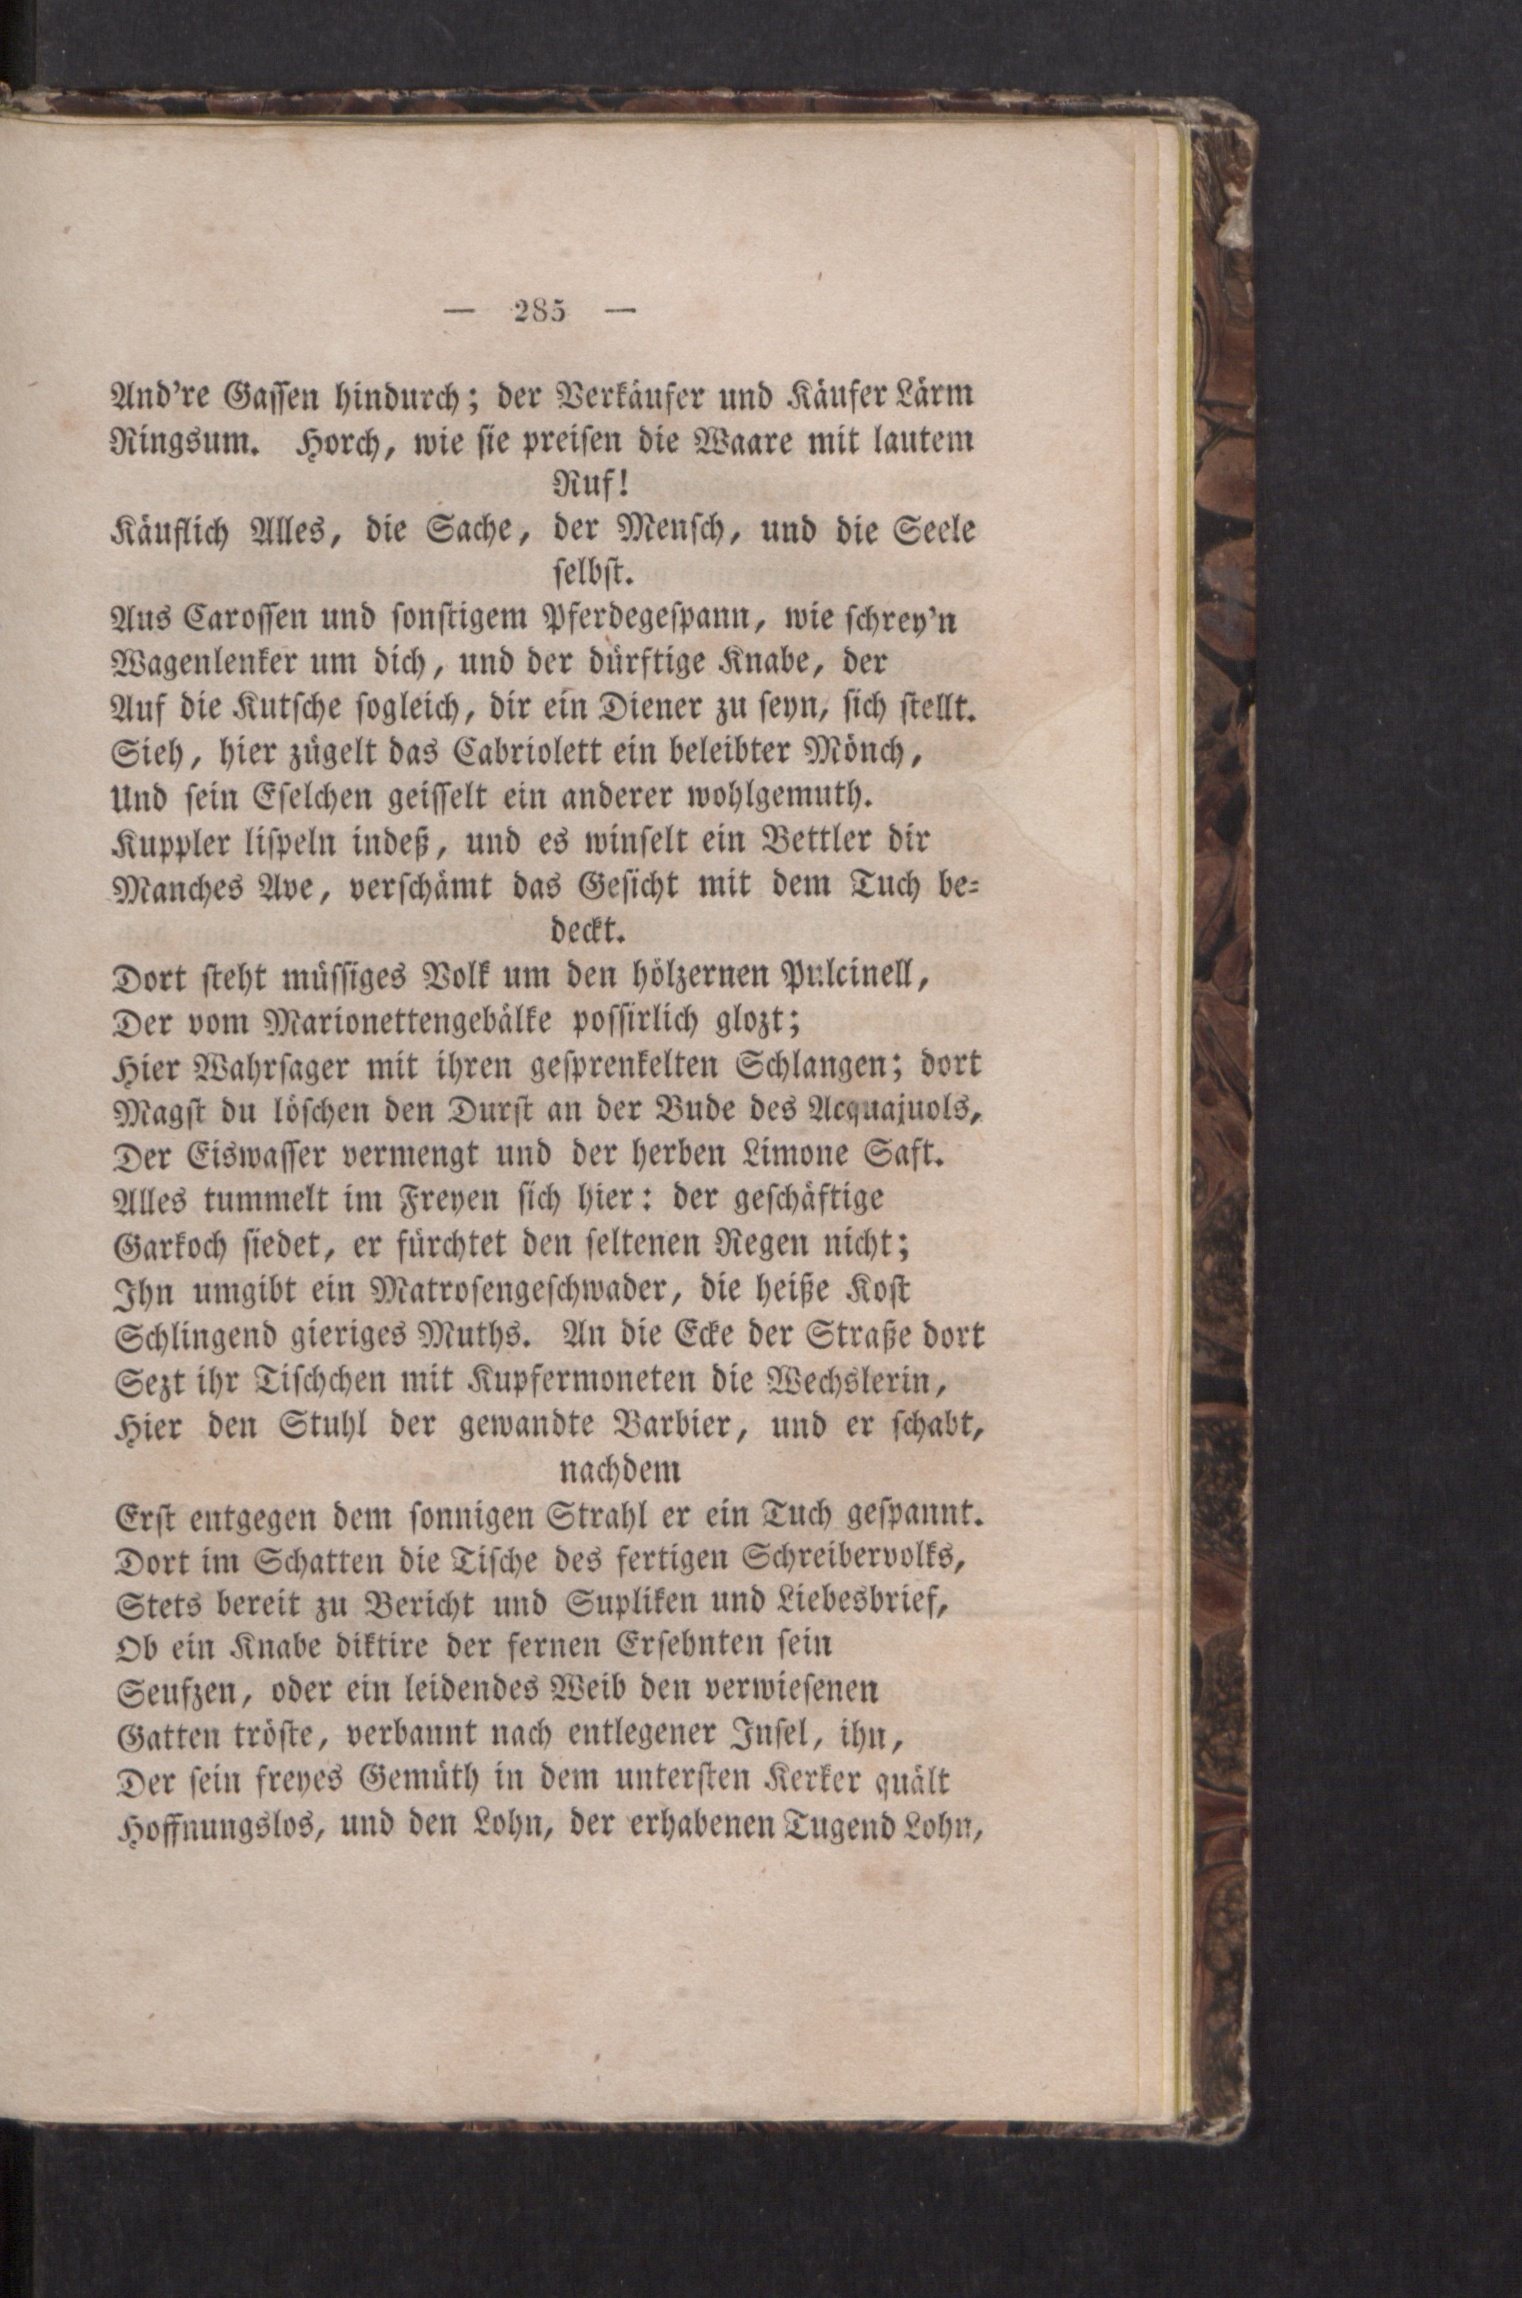 — 285 —
And're Gassen hindurch; der Verkäufer und Käufer Lärm
Ringsum. Horch, wie sie preisen die Waare mit lautem
Ruf!
Käuflich Alles, die Sache, der Mensch, und die Seele
selbst.
Aus Carossen und sonstigem Pferdegespann, wie schrey'n
Wagenlenker um dich, und der dürftige Knabe, der
Auf die Kutsche sogleich, dir ein Diener zu seyn, sich stellt.
Sieh, hier zügelt das Cabriolett ein beleibter Mönch,
Und sein Eselchen geisselt ein anderer wohlgemuth.
Kuppler lispeln indeß, und es winselt ein Bettler dir
Manches Ave, verschämt das Gesicht mit dem Tuch be-
deckt.
Dort steht müssiges Volk um den hölzernen Pulcinell,
Der vom Marionettengebälke possirlich glozt;
Hier Wahrsager mit ihren gesprenkelten Schlangen; dort
Magst du löschen den Durst an der Bude des Acquajuols,
Der Eiswasser vermengt und der herben Limone Saft.
Alles tummelt im Freyen sich hier: der geschäftige
Garkoch siedet, er fürchtet den seltenen Regen nicht;
Ihn umgibt ein Matrosengeschwader, die heiße Kost
Schlingend gieriges Muths. An die Ecke der Straße dort
Sezt ihr Tischchen mit Kupfermoneten die Wechslerin,
Hier den Stuhl der gewandte Barbier, und er schabt,
nachdem
Erst entgegen dem sonnigen Strahl er ein Tuch gespannt.
Dort im Schatten die Tische des fertigen Schreibervolks,
Stets bereit zu Bericht und Supliken und Liebesbrief,
Ob ein Knabe diktire der fernen Ersehnten sein
Seufzen, oder ein leidendes Weib den verwiesenen
Gatten tröste, verbannt nach entlegener Insel, ihn,
Der sein freyes Gemüth in dem untersten Kerker quält
Hoffnungslos, und den Lohn, der erhabenen Tugend Lohn,